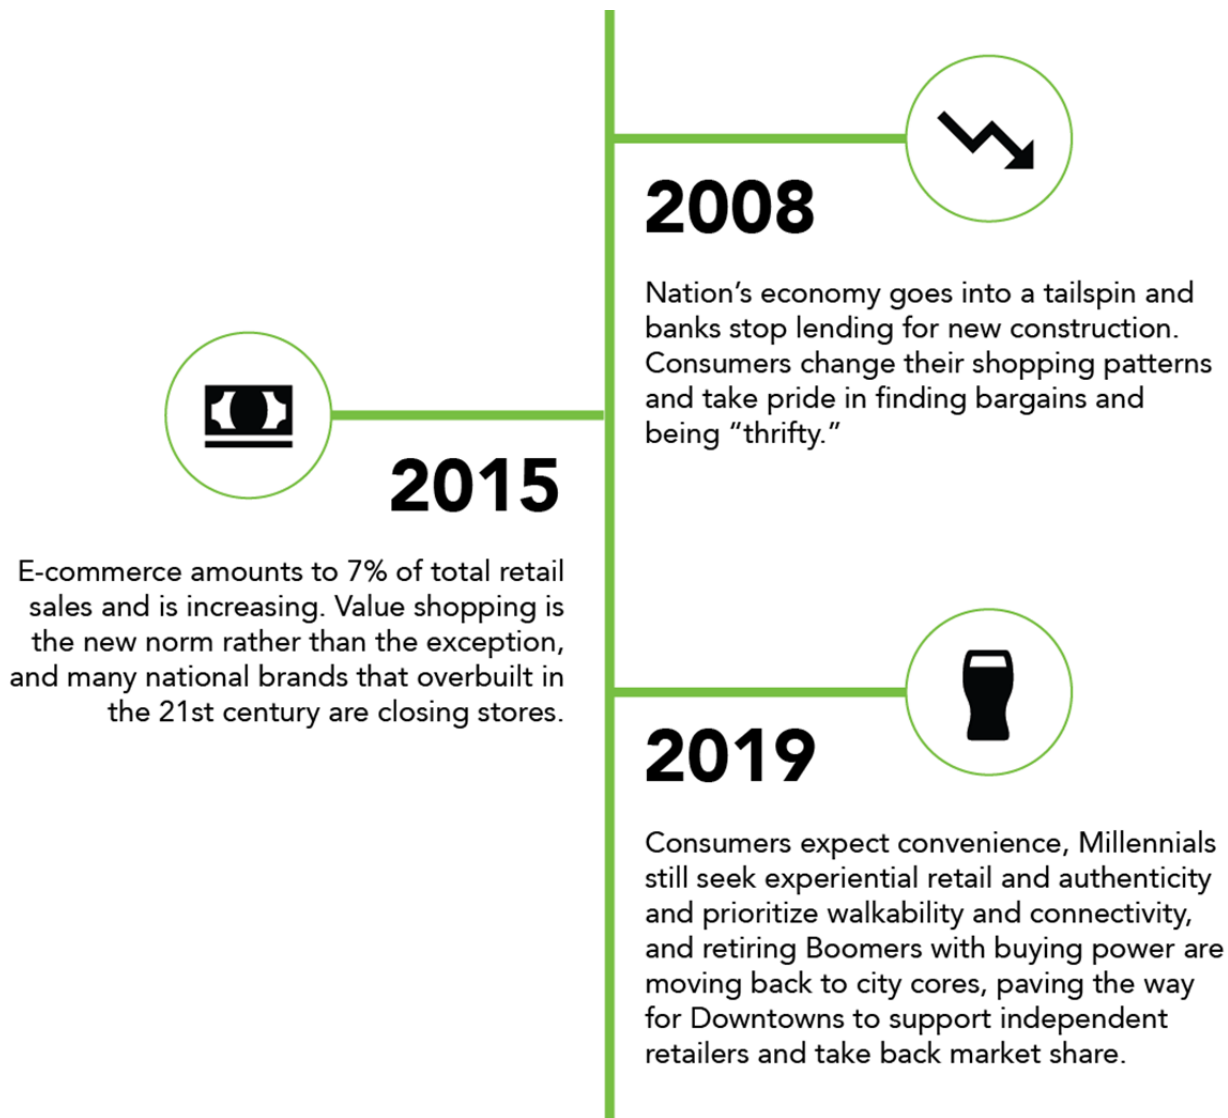 2008
Nation’s economy goes into a tailspin and
banks stop lending for new construction.
Consumers change their shopping patterns
and take pride in finding bargains and
being “thrifty.”
2015
E-commerce amounts to 7% of total retail
sales and is increasing. Value shopping is
the new norm rather than the exception,
and many national brands that overbuilt in
the 21st century are closing stores.
2019
Consumers expect convenience, Millennials
still seek experiential retail and authenticity
and prioritize walkability and connectivity,
and retiring Boomers with buying power are
moving back to city cores, paving the way
for Downtowns to support independent
retailers and take back market share.